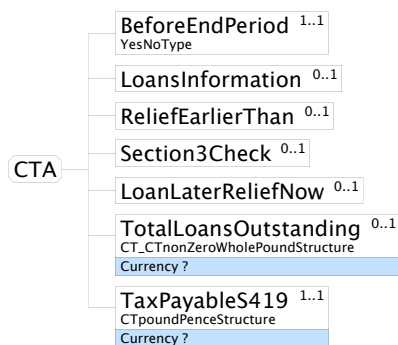 BeforeEndPeriod 1..1
YesNoType
LoansInformation 0..1
ReliefEarlierThan 0..1
Section3Check 0..1
CTA
LoanLaterReliefNow 0..1
TotalLoansOutstanding 0..1
CT_CTnonZeroWholePoundStructure
Currency ?
TaxPayableS419 1..1
CTpoundPenceStructure
Currency ?